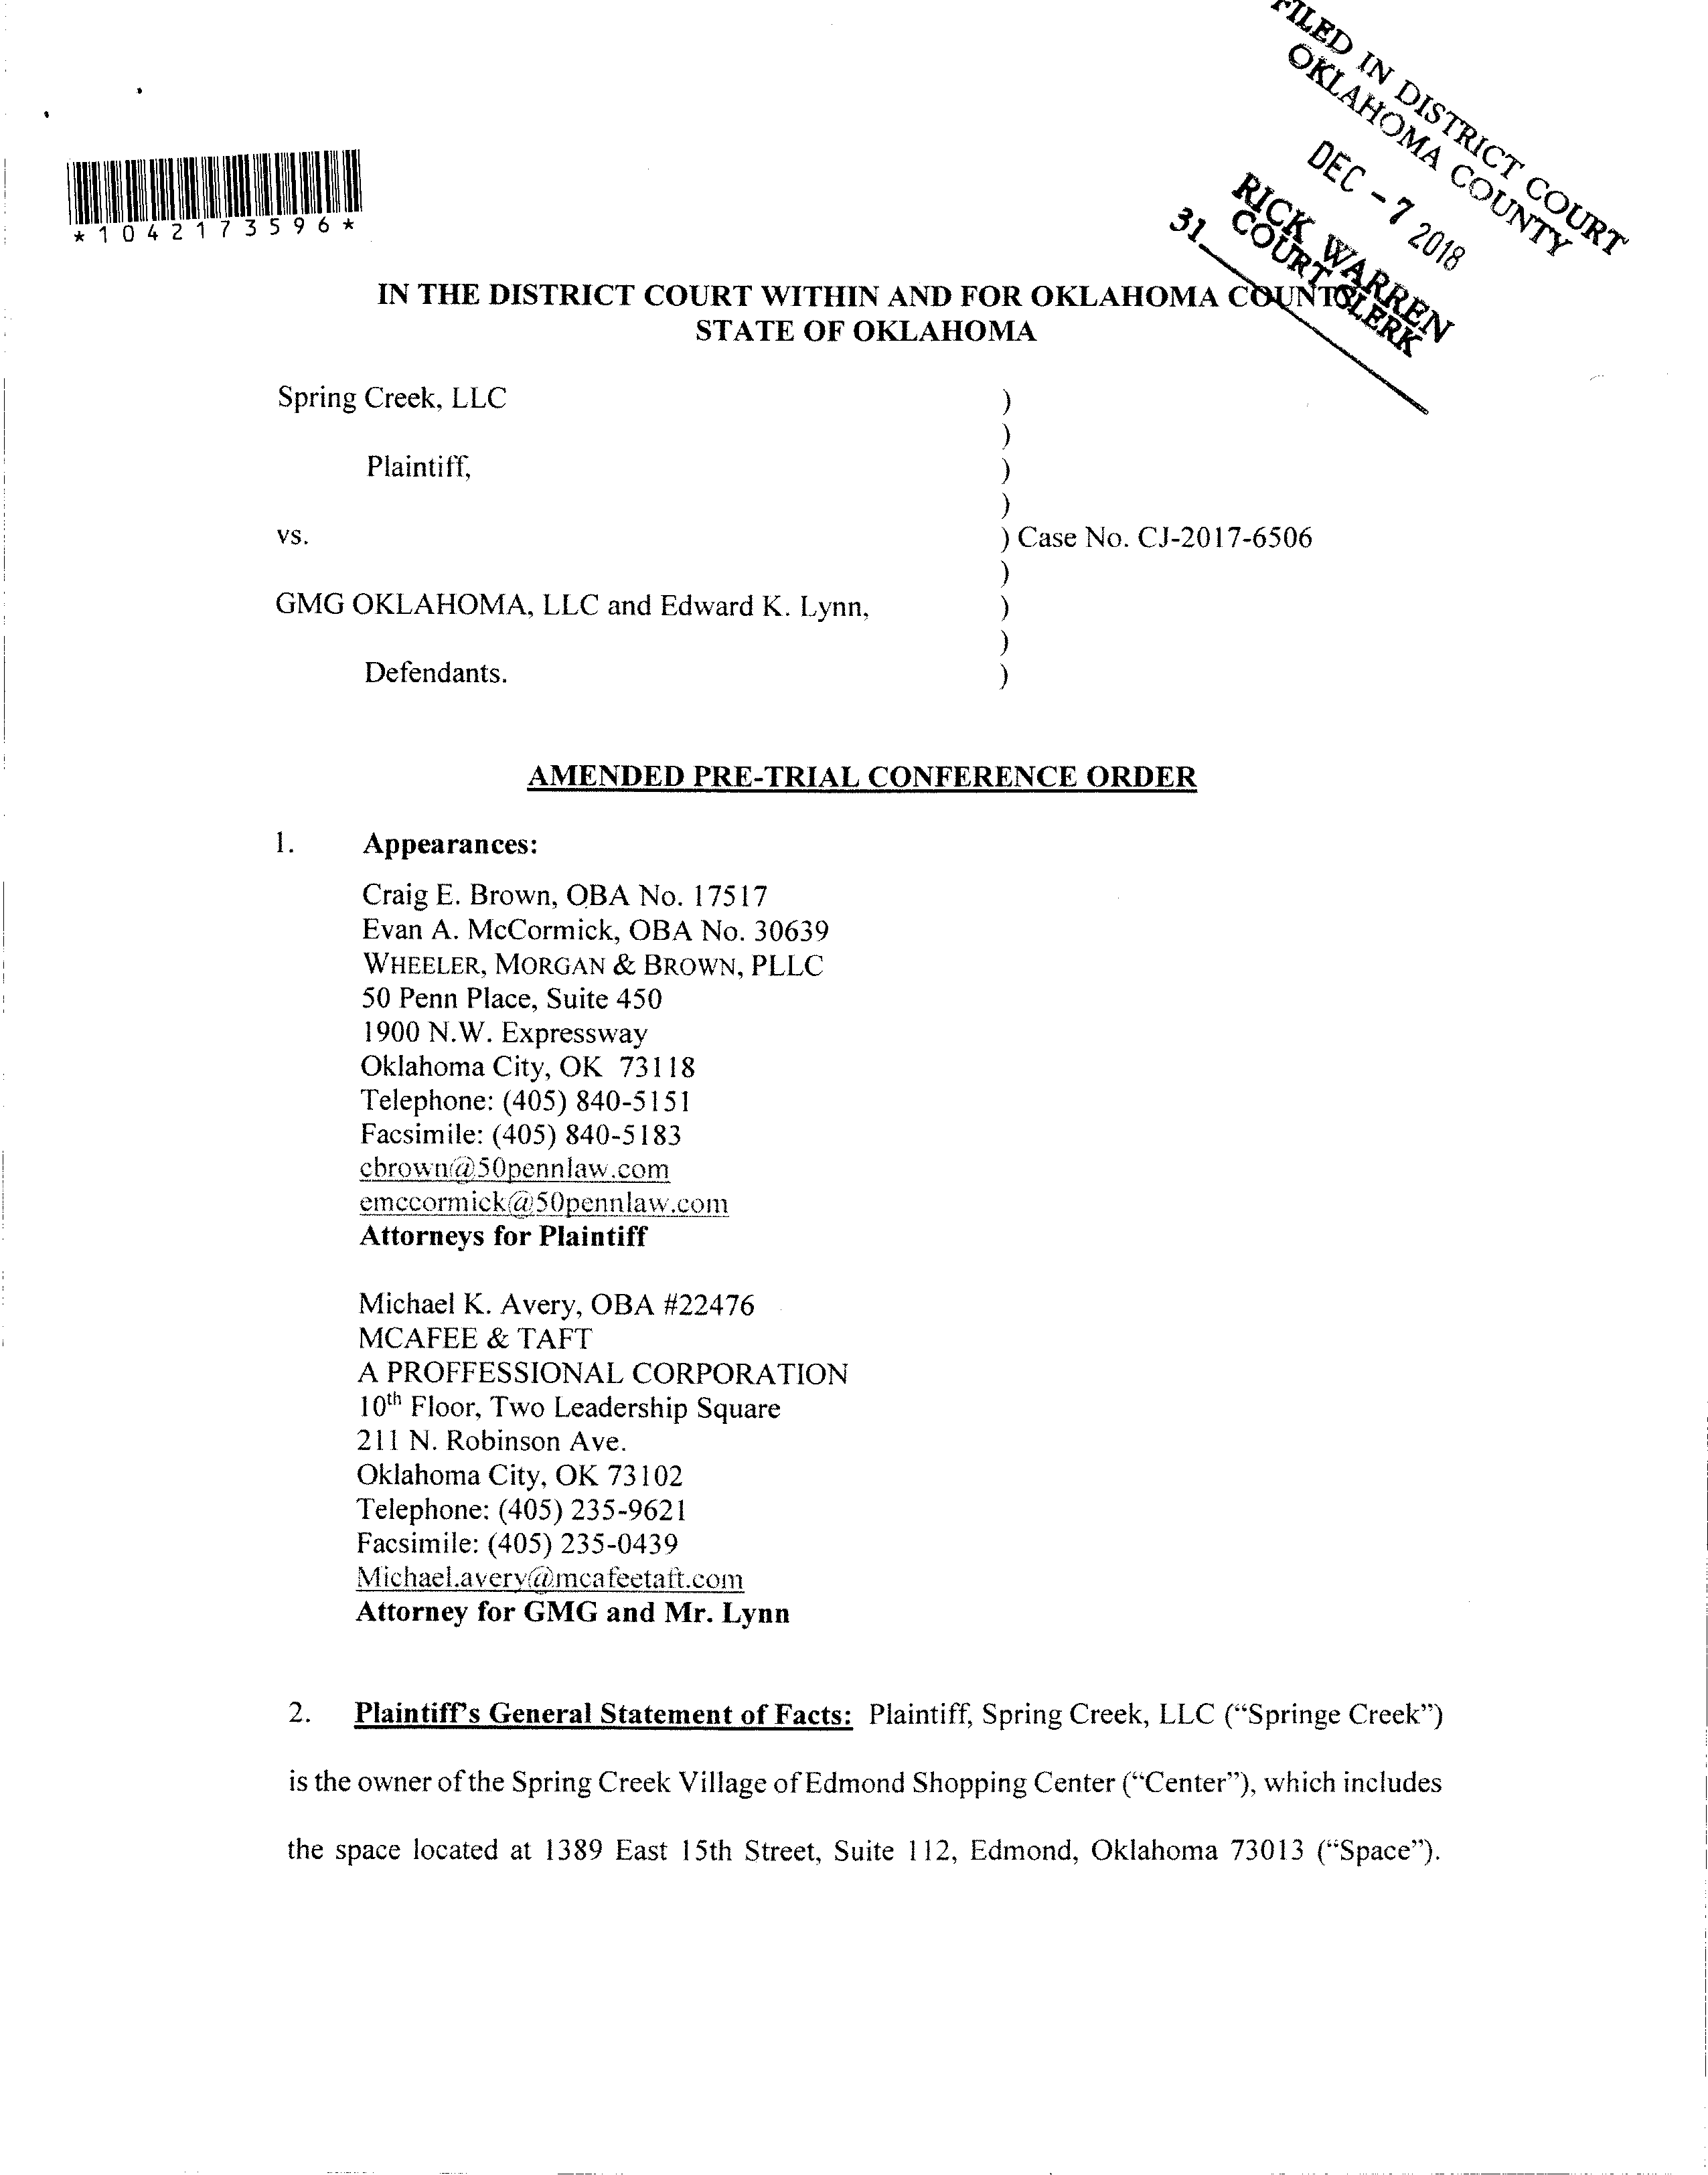 FILED IN DISTRICT COURT
OKLAHOMA COUNTY
DEC - 7 2018
RICK WARREN
COURT CLERK
31
*1042173596*
IN THE DISTRICT COURT WITHIN AND FOR OKLAHOMA COUNT
STATE OF OKLAHOMA
Spring Creek, LLC )
)
Plaintiff, )
)
vs. ) Case No. CJ-2017-6506
)
GMG OKLAHOMA, LLC and Edward K. Lynn, )
)
Defendants. )
AMENDED PRE-TRIAL CONFERENCE ORDER
1. Appearances:
Craig E. Brown, OBA No. 17517
Evan A. McCormick, OBA No. 30639
WHEELER, MORGAN & BROWN, PLLC
50 Penn Place, Suite 450
1900 N.W. Expressway
Oklahoma City, OK 73118
Telephone: (405) 840-5151
Facsimile: (405) 840-5183
cbrown@50pennlaw.com
emccormick@50pennlaw.com
Attorneys for Plaintiff
Michael K. Avery, OBA #22476
MCAFEE & TAFT
A PROFFESSIONAL CORPORATION
10th Floor, Two Leadership Square
211 N. Robinson Ave.
Oklahoma City, OK 73102
Telephone: (405) 235-9621
Facsimile: (405) 235-0439
Michael.avery@mcafeetaft.com
Attorney for GMG and Mr. Lynn
2. Plaintiff's General Statement of Facts: Plaintiff, Spring Creek, LLC (“Springe Creek”)
is the owner of the Spring Creek Village of Edmond Shopping Center (“Center”), which includes
the space located at 1389 East 15th Street, Suite 112, Edmond, Oklahoma 73013 (“Space”).